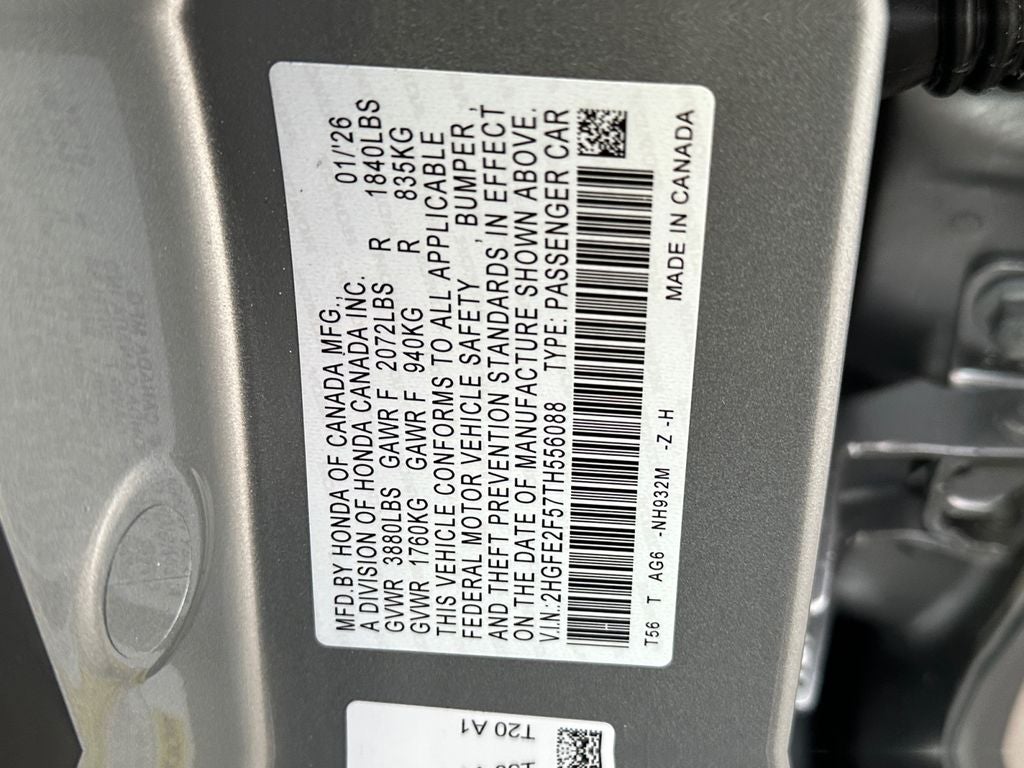 MFD.BY HONDA OF CANADA MFG., 01/'26
A DIVISION OF HONDA CANADA INC.
GVWR 3880LBS GAWR F 2072LBS R 1840LBS
GVWR 1760KG GAWR F 940KG R 835KG
THIS VEHICLE CONFORMS TO ALL APPLICABLE
FEDERAL MOTOR VEHICLE SAFETY , BUMPER ,
AND THEFT PREVENTION STANDARDS IN EFFECT
ON THE DATE OF MANUFACTURE SHOWN ABOVE.
V.I.N.:2HGFE2F57TH556088 TYPE: PASSENGER CAR
T56 T AG6 -NH932M -Z -H
MADE IN CANADA
T20 A1